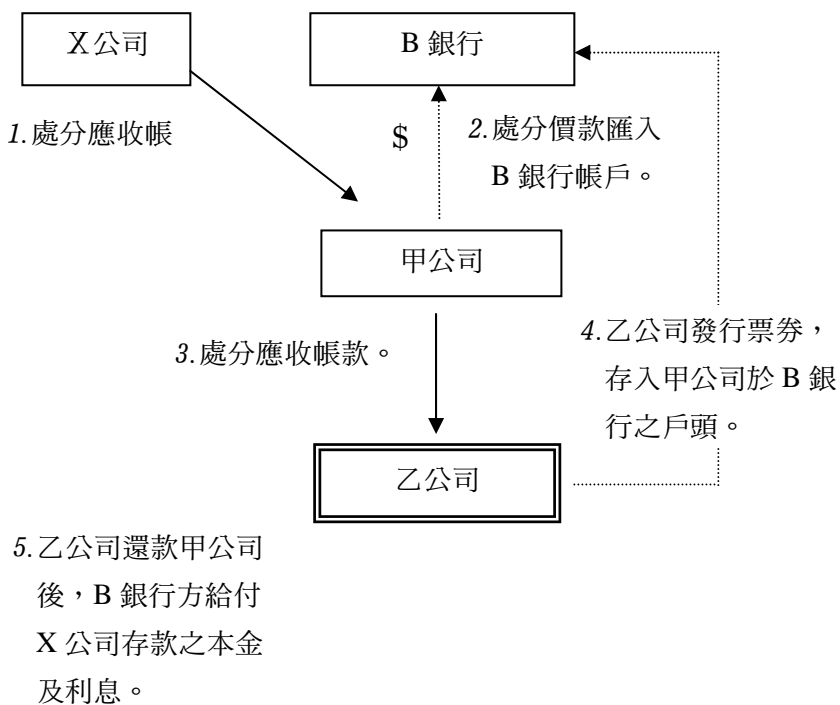 X公司
B 銀行
1.處分應收帳
$
2.處分價款匯入
B 銀行帳戶。
甲公司
3.處分應收帳款。
4.乙公司發行票券，
存入甲公司於 B 銀
行之戶頭。
乙公司
5.乙公司還款甲公司
後，B 銀行方給付
X 公司存款之本金
及利息。